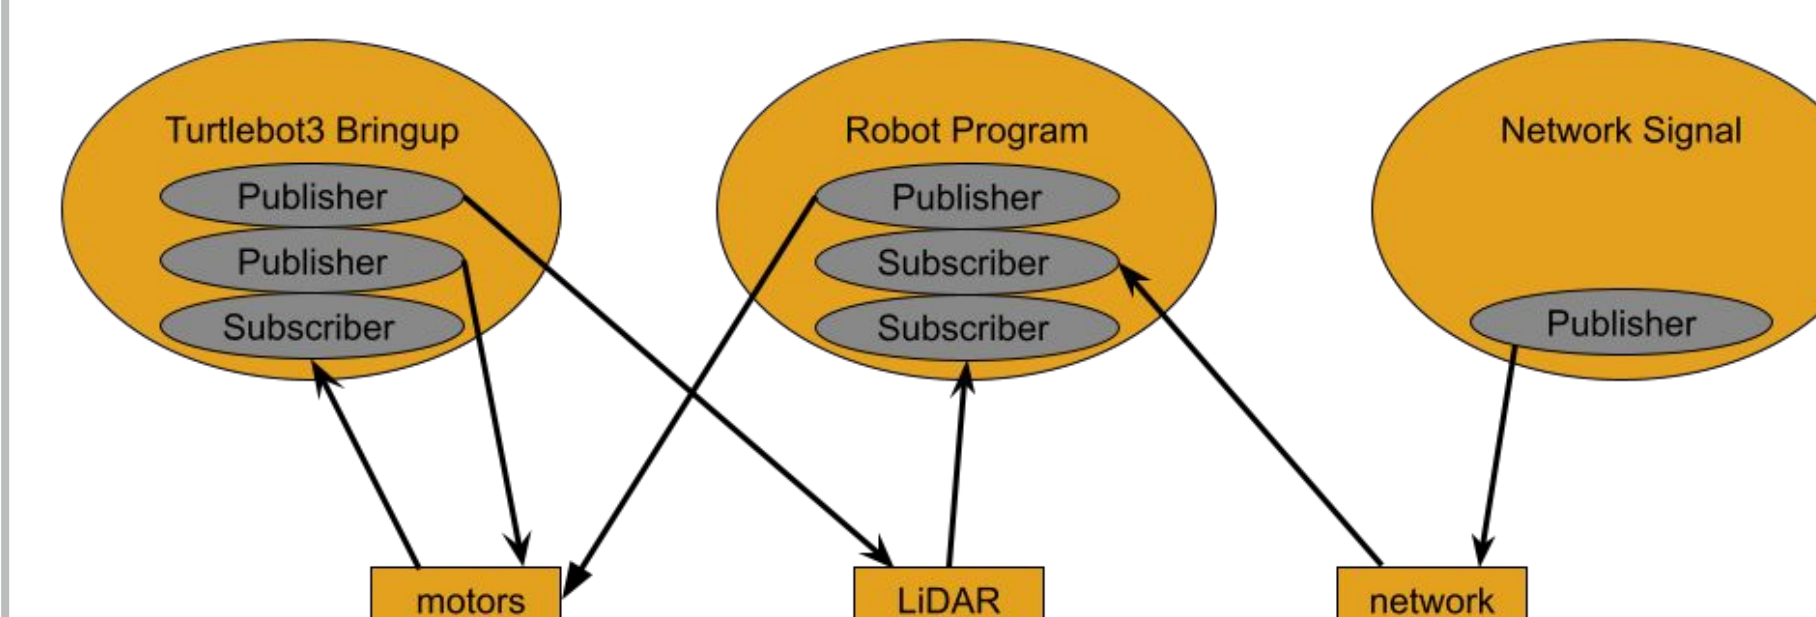 Turtlebot3 Bringup
Publisher
Publisher
Subscriber
Robot Program
Publisher
Subscriber
Subscriber
Network Signal
Publisher
motors
LiDAR
network